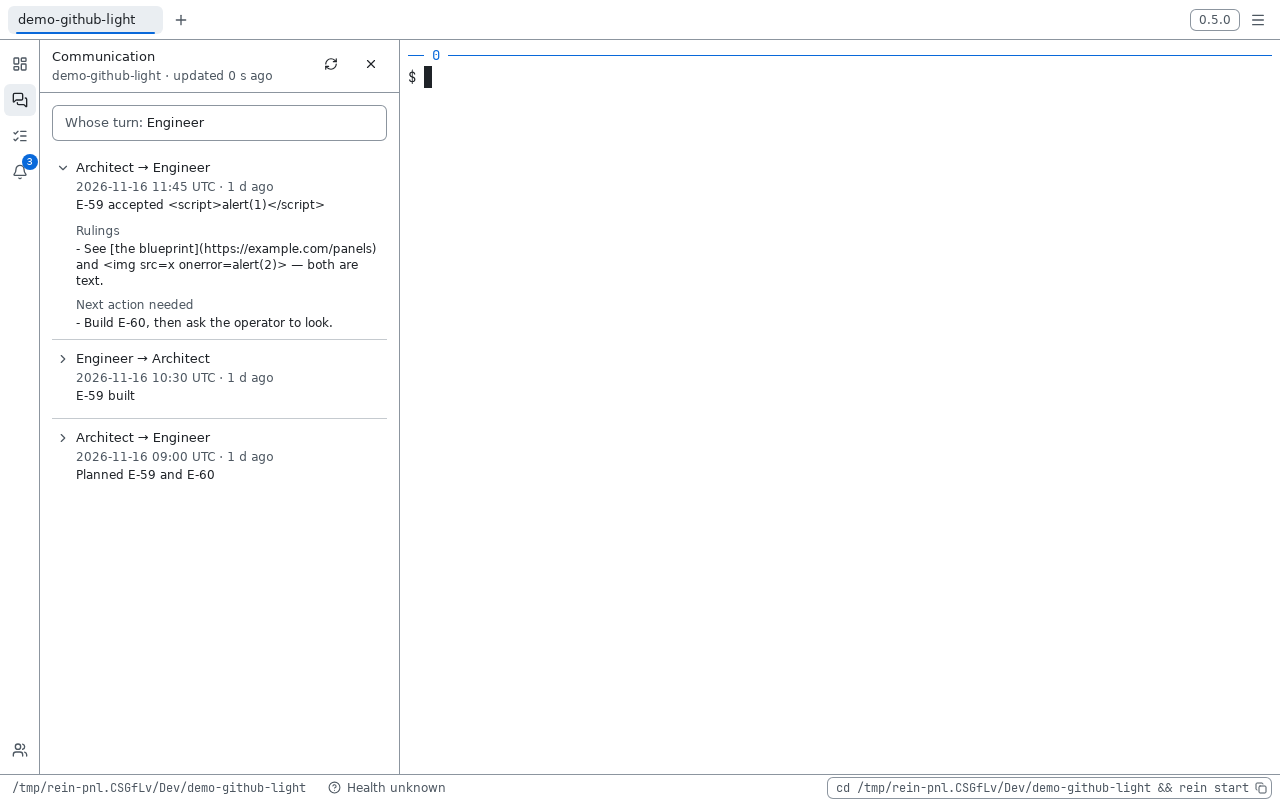 demo-github-light
0.5.0
Communication
demo-github-light · updated 0 s ago
3
Whose turn: Engineer
Architect → Engineer
2026-11-16 11:45 UTC · 1 d ago
E-59 accepted <script>alert(1)</script>
Rulings
- See [the blueprint](https://example.com/panels)
and <img src=x onerror=alert(2)> — both are
text.
Next action needed
- Build E-60, then ask the operator to look.
Engineer → Architect
2026-11-16 10:30 UTC · 1 d ago
E-59 built
Architect → Engineer
2026-11-16 09:00 UTC · 1 d ago
Planned E-59 and E-60
0
$
/tmp/rein-pnl.CSGfLv/Dev/demo-github-light
Health unknown
cd /tmp/rein-pnl.CSGfLv/Dev/demo-github-light && rein start